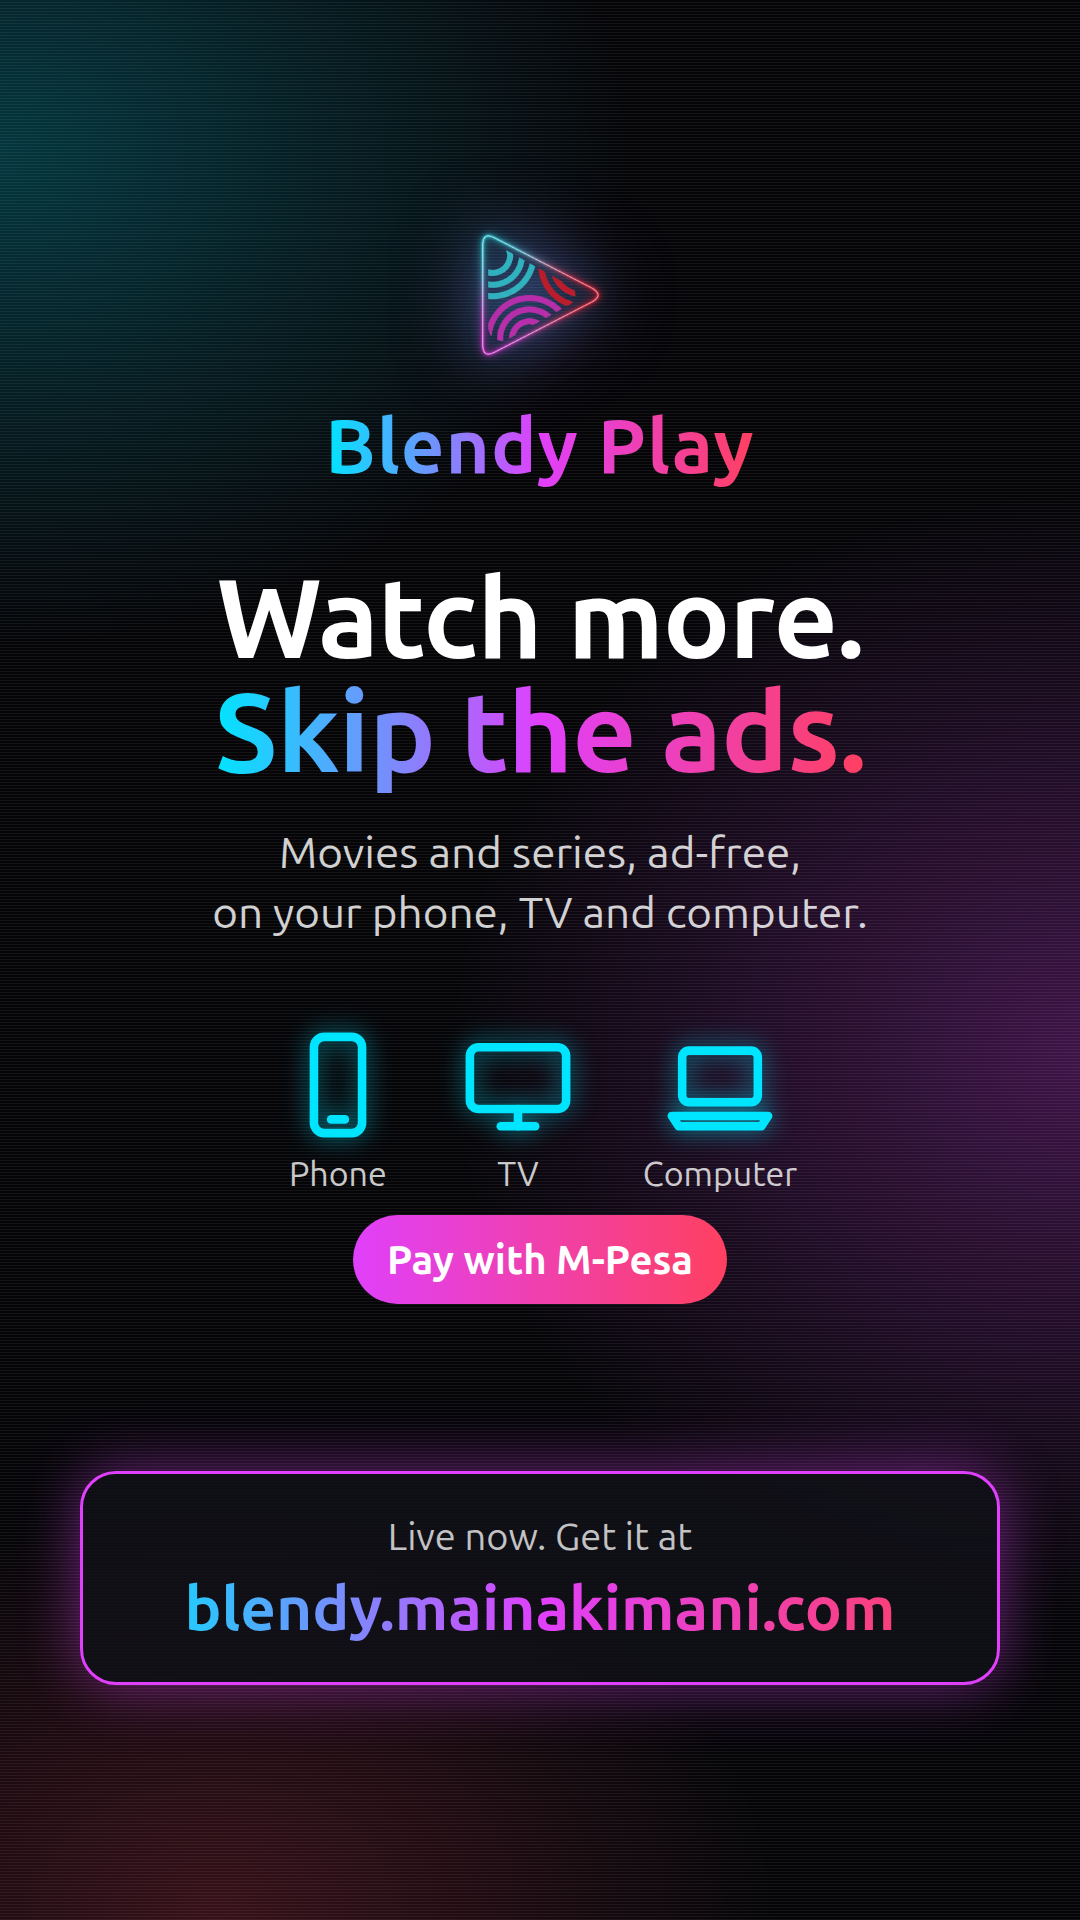 Blendy Play
Watch more.
Skip the ads.
Movies and series, ad-free,
on your phone, TV and computer.
Phone TV Computer
Pay with M-Pesa
Live now. Get it at
blendy.mainakimani.com